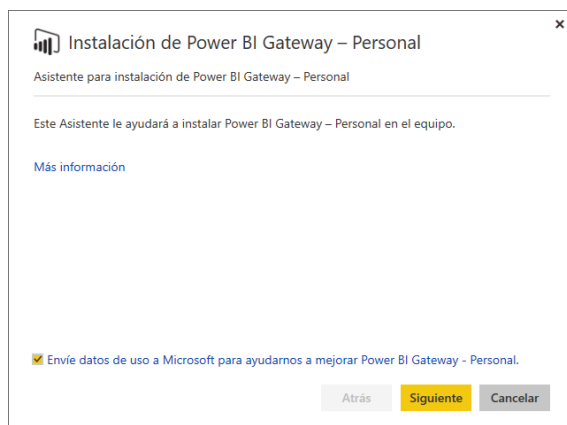 Instalación de Power BI Gateway – Personal
Asistente para instalación de Power BI Gateway – Personal
Este Asistente le ayudará a instalar Power BI Gateway – Personal en el equipo.
Más información
Envíe datos de uso a Microsoft para ayudarnos a mejorar Power BI Gateway - Personal.
Atrás Siguiente Cancelar